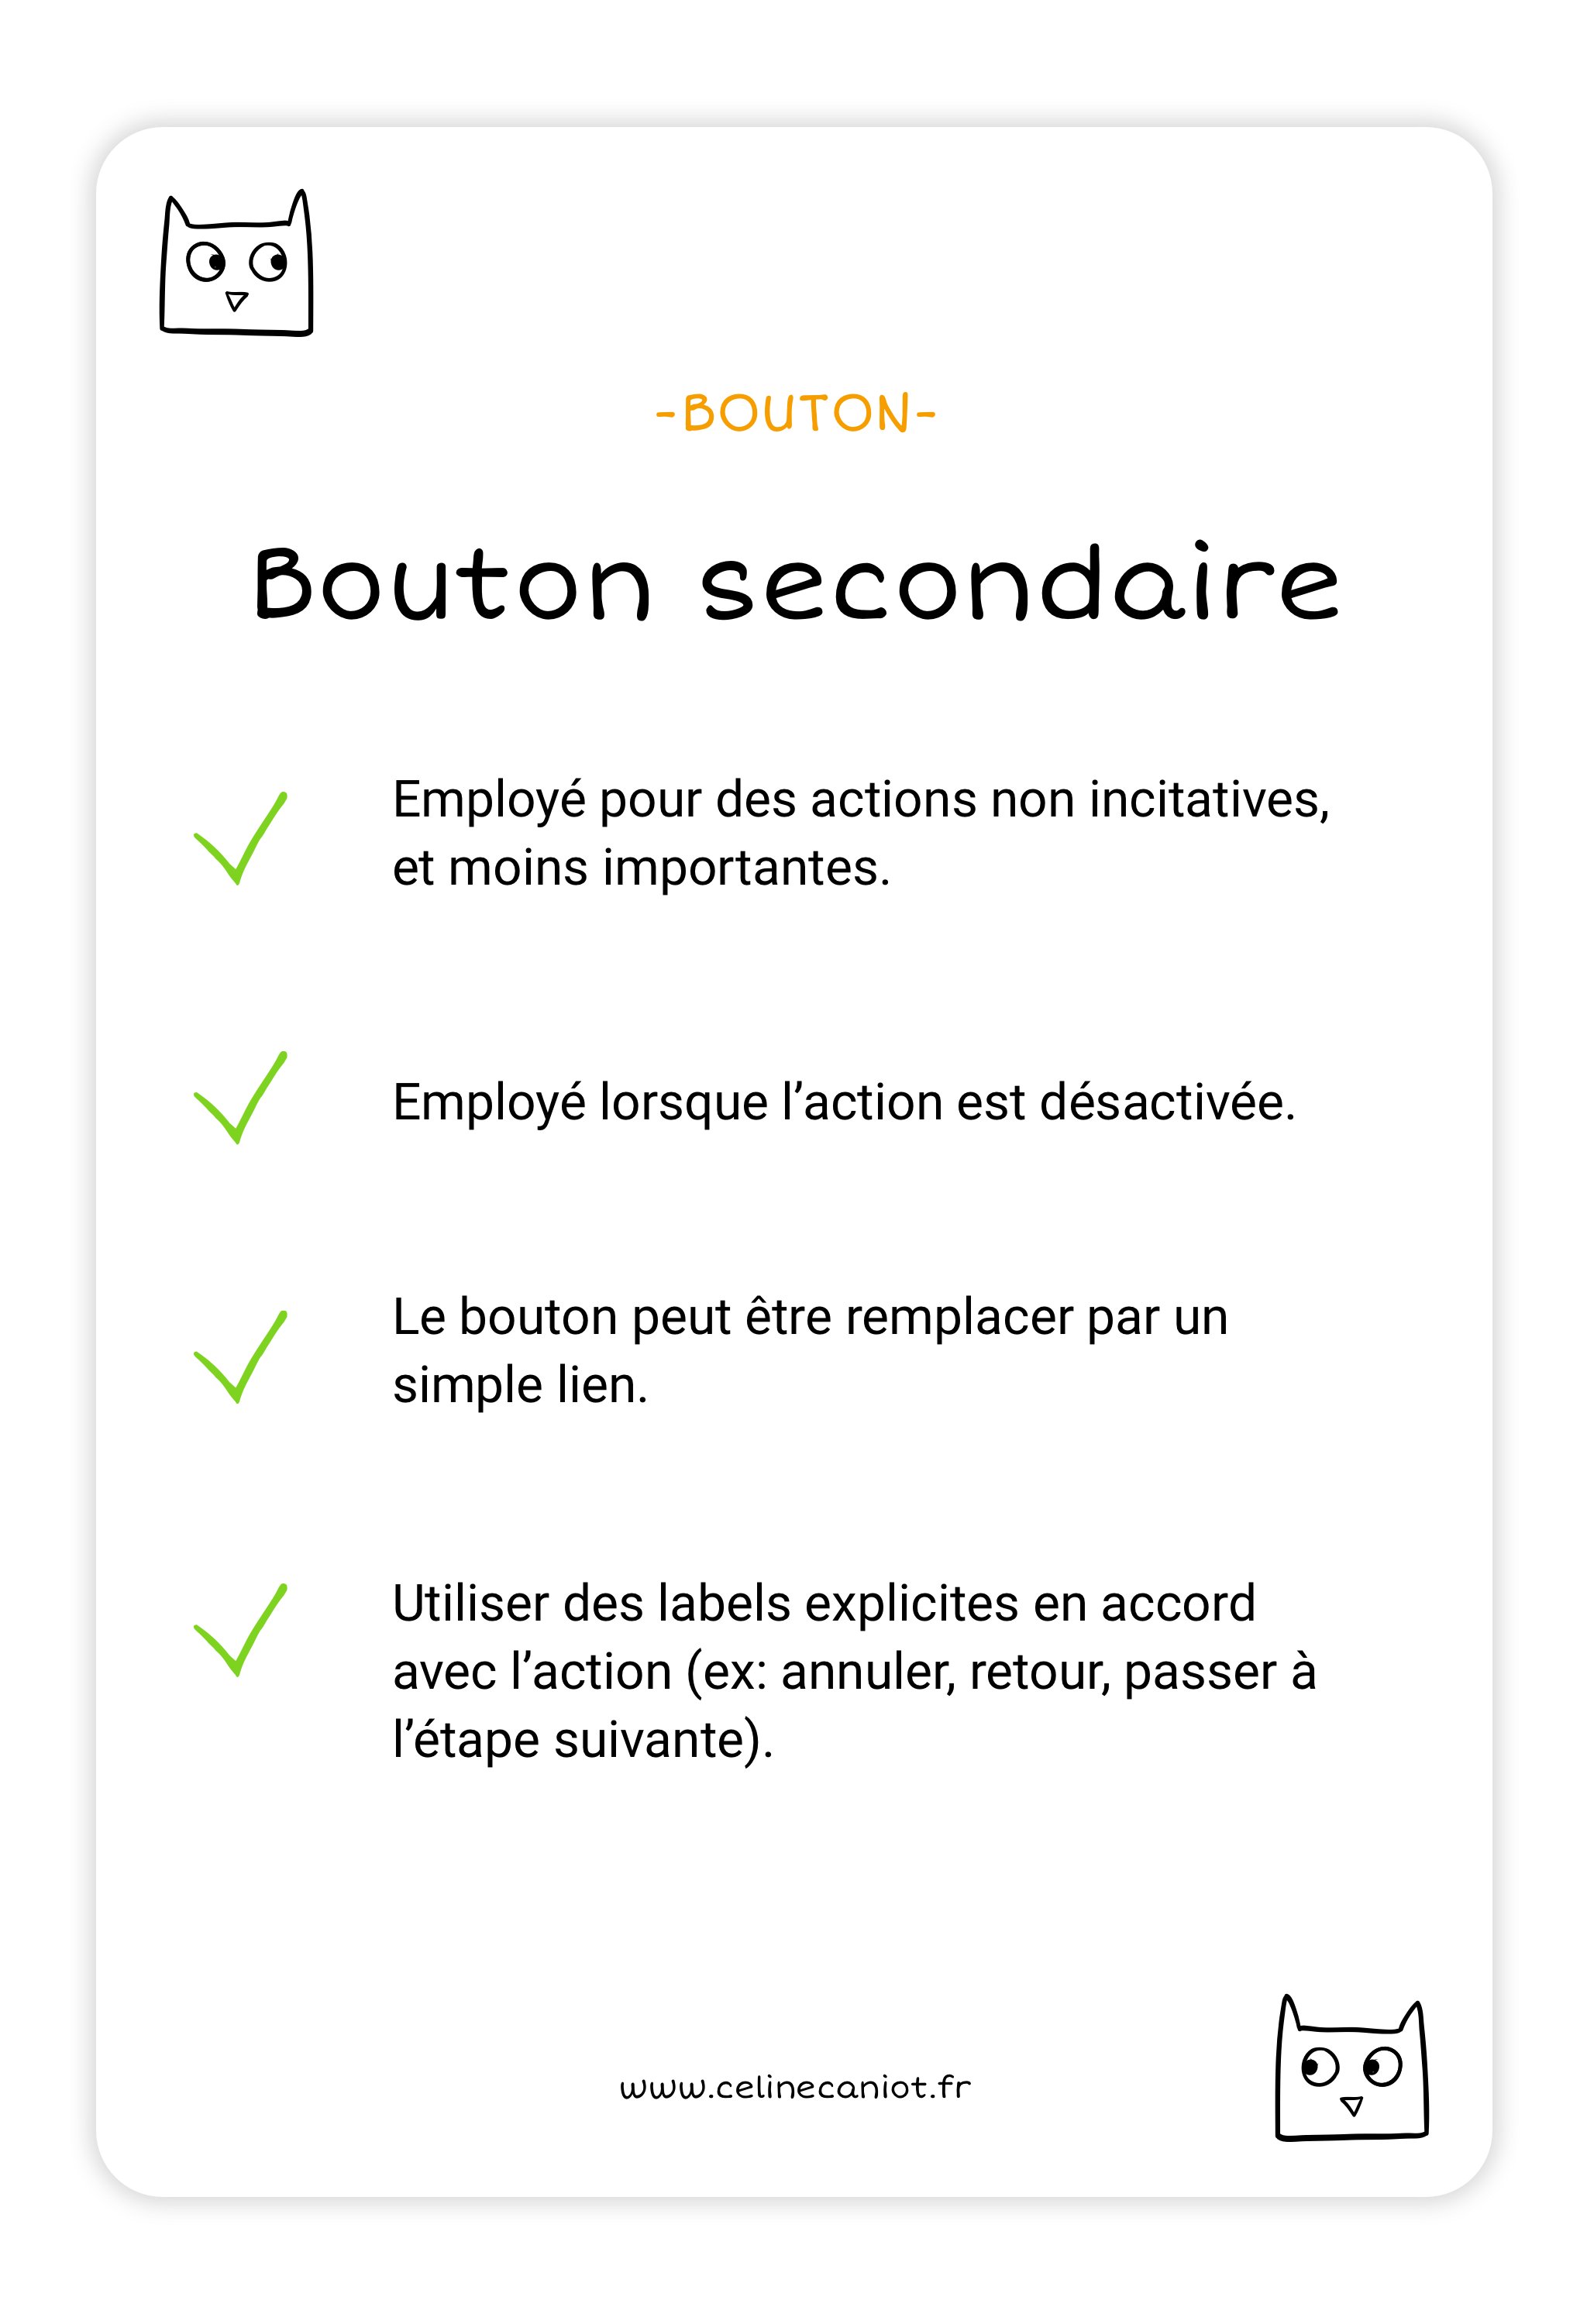 -BOUTON-
Bouton secondaire
Employé pour des actions non incitatives,
et moins importantes.
Employé lorsque l’action est désactivée.
Le bouton peut être remplacer par un
simple lien.
Utiliser des labels explicites en accord
avec l’action (ex: annuler, retour, passer à
l’étape suivante).
www.celinecaniot.fr